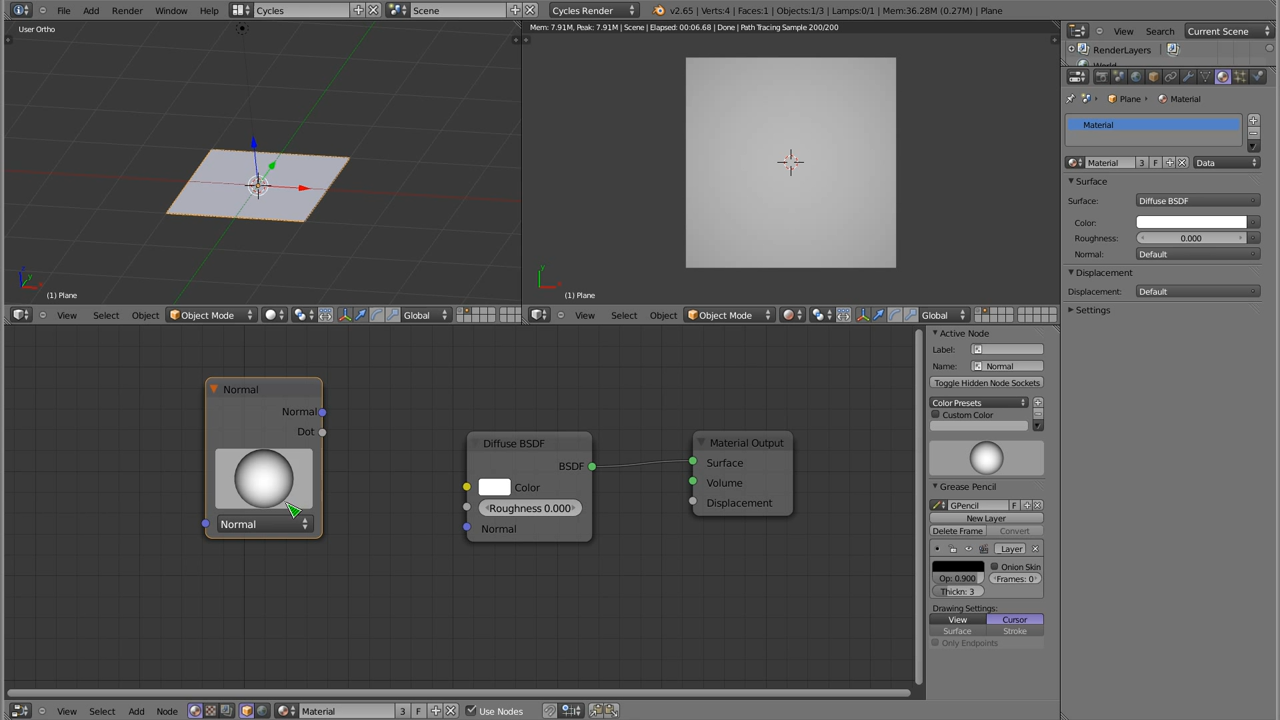 File Add Render Window Help Cycles Scene Cycles Render v2.65 | Verts:4 | Faces:1 | Objects:1/3 | Lamps:0/1 | Mem:36.28M (0.27M) | Plane
User Ortho
Mem: 7.91M, Peak: 7.91M | Scene | Elapsed: 00:06.68 | Done | Path Tracing Sample 200/200
(1) Plane
(1) Plane
View Select Object Object Mode Global
View Select Object Object Mode Global
View Search Current Scene
RenderLayers
World
Plane Material
Material
Material 3 F Data
Surface
Surface: Diffuse BSDF
Color:
Roughness: 0.000
Normal: Default
Displacement
Displacement: Default
Settings
Normal
Normal
Dot
Normal
Diffuse BSDF
BSDF
Color
Roughness 0.000
Normal
Material Output
Surface
Volume
Displacement
Active Node
Label:
Name: Normal
Toggle Hidden Node Sockets
Color Presets
Custom Color
Grease Pencil
GPencil
New Layer
Delete Frame Convert
Layer
Onion Skin
Op: 0.900 Frames: 0
Thickn: 3
Drawing Settings:
View Cursor
Surface Stroke
Only Endpoints
View Select Add Node Material 3 F Use Nodes